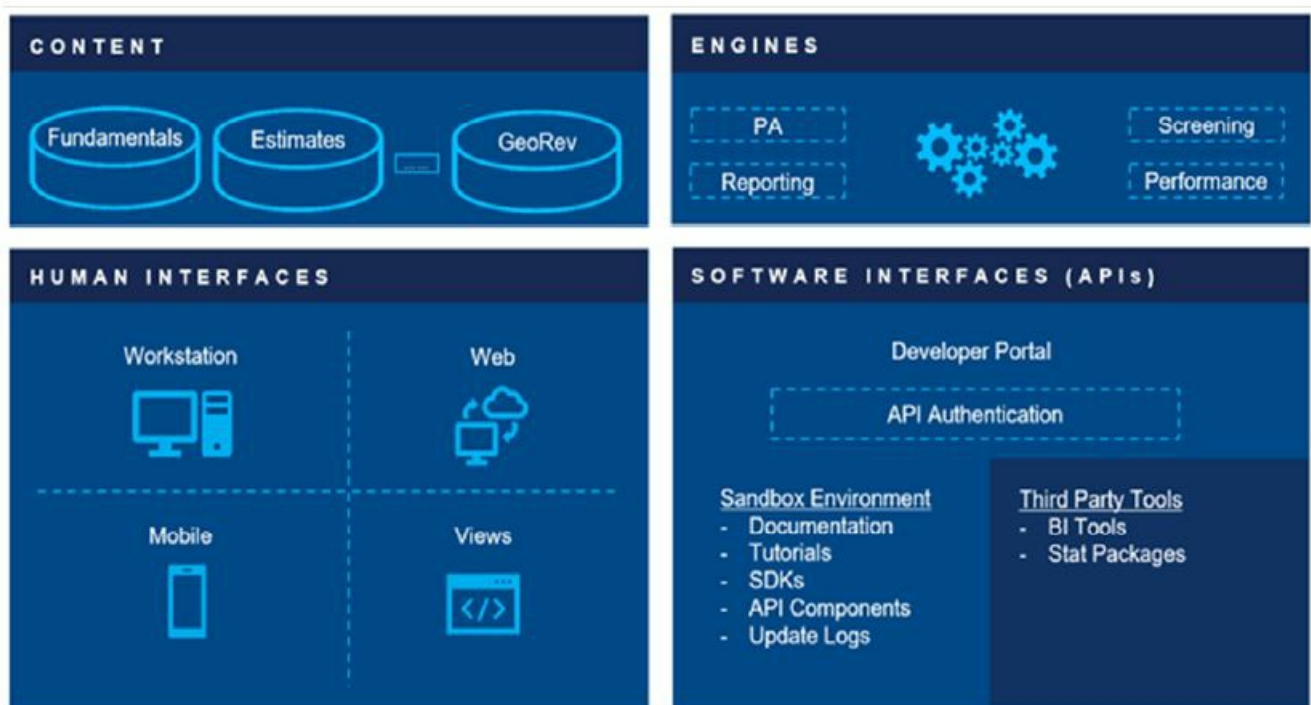 CONTENT
Fundamentals
Estimates
GeoRev
ENGINES
PA
Screening
Reporting
Performance
HUMAN INTERFACES
Workstation
Web
Mobile
Views
</>
SOFTWARE INTERFACES (APIs)
Developer Portal
API Authentication
Sandbox Environment
- Documentation
- Tutorials
- SDKs
- API Components
- Update Logs
Third Party Tools
- BI Tools
- Stat Packages